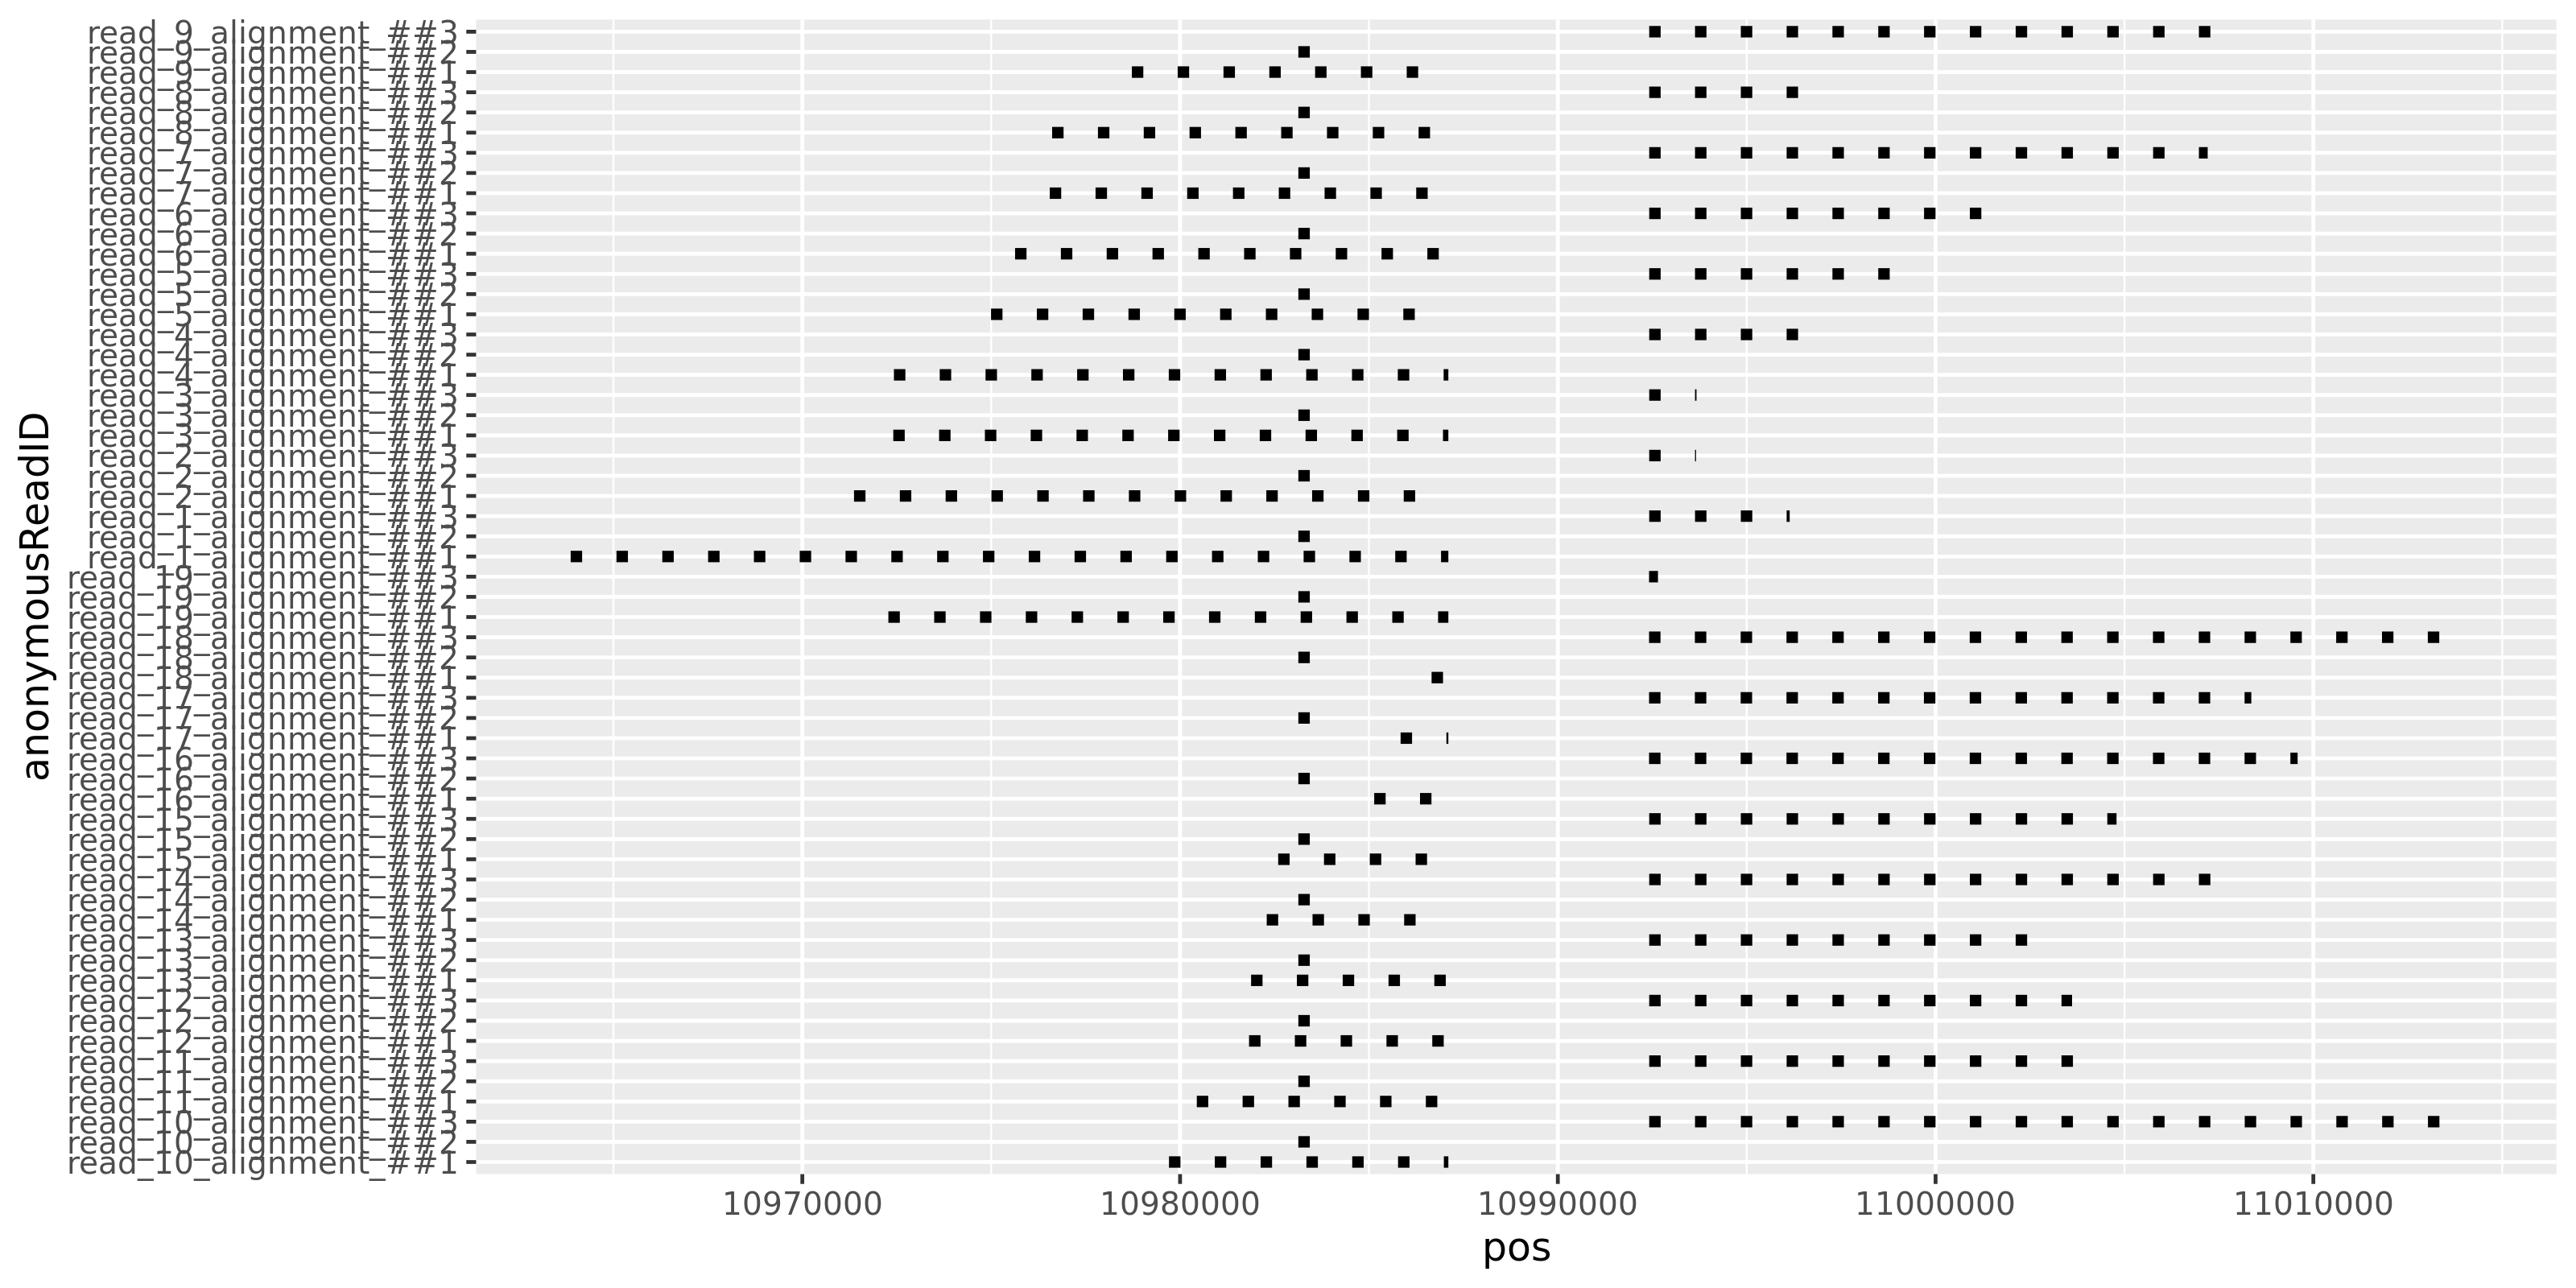 anonymousReadID
read_9_alignment_##3
read_9_alignment_##2
read_9_alignment_##1
read_8_alignment_##3
read_8_alignment_##2
read_8_alignment_##1
read_7_alignment_##3
read_7_alignment_##2
read_7_alignment_##1
read_6_alignment_##3
read_6_alignment_##2
read_6_alignment_##1
read_5_alignment_##3
read_5_alignment_##2
read_5_alignment_##1
read_4_alignment_##3
read_4_alignment_##2
read_4_alignment_##1
read_3_alignment_##3
read_3_alignment_##2
read_3_alignment_##1
read_2_alignment_##3
read_2_alignment_##2
read_2_alignment_##1
read_1_alignment_##3
read_1_alignment_##2
read_1_alignment_##1
read_19_alignment_##3
read_19_alignment_##2
read_19_alignment_##1
read_18_alignment_##3
read_18_alignment_##2
read_18_alignment_##1
read_17_alignment_##3
read_17_alignment_##2
read_17_alignment_##1
read_16_alignment_##3
read_16_alignment_##2
read_16_alignment_##1
read_15_alignment_##3
read_15_alignment_##2
read_15_alignment_##1
read_14_alignment_##3
read_14_alignment_##2
read_14_alignment_##1
read_13_alignment_##3
read_13_alignment_##2
read_13_alignment_##1
read_12_alignment_##3
read_12_alignment_##2
read_12_alignment_##1
read_11_alignment_##3
read_11_alignment_##2
read_11_alignment_##1
read_10_alignment_##3
read_10_alignment_##2
read_10_alignment_##1
10970000 10980000 10990000 11000000 11010000
pos